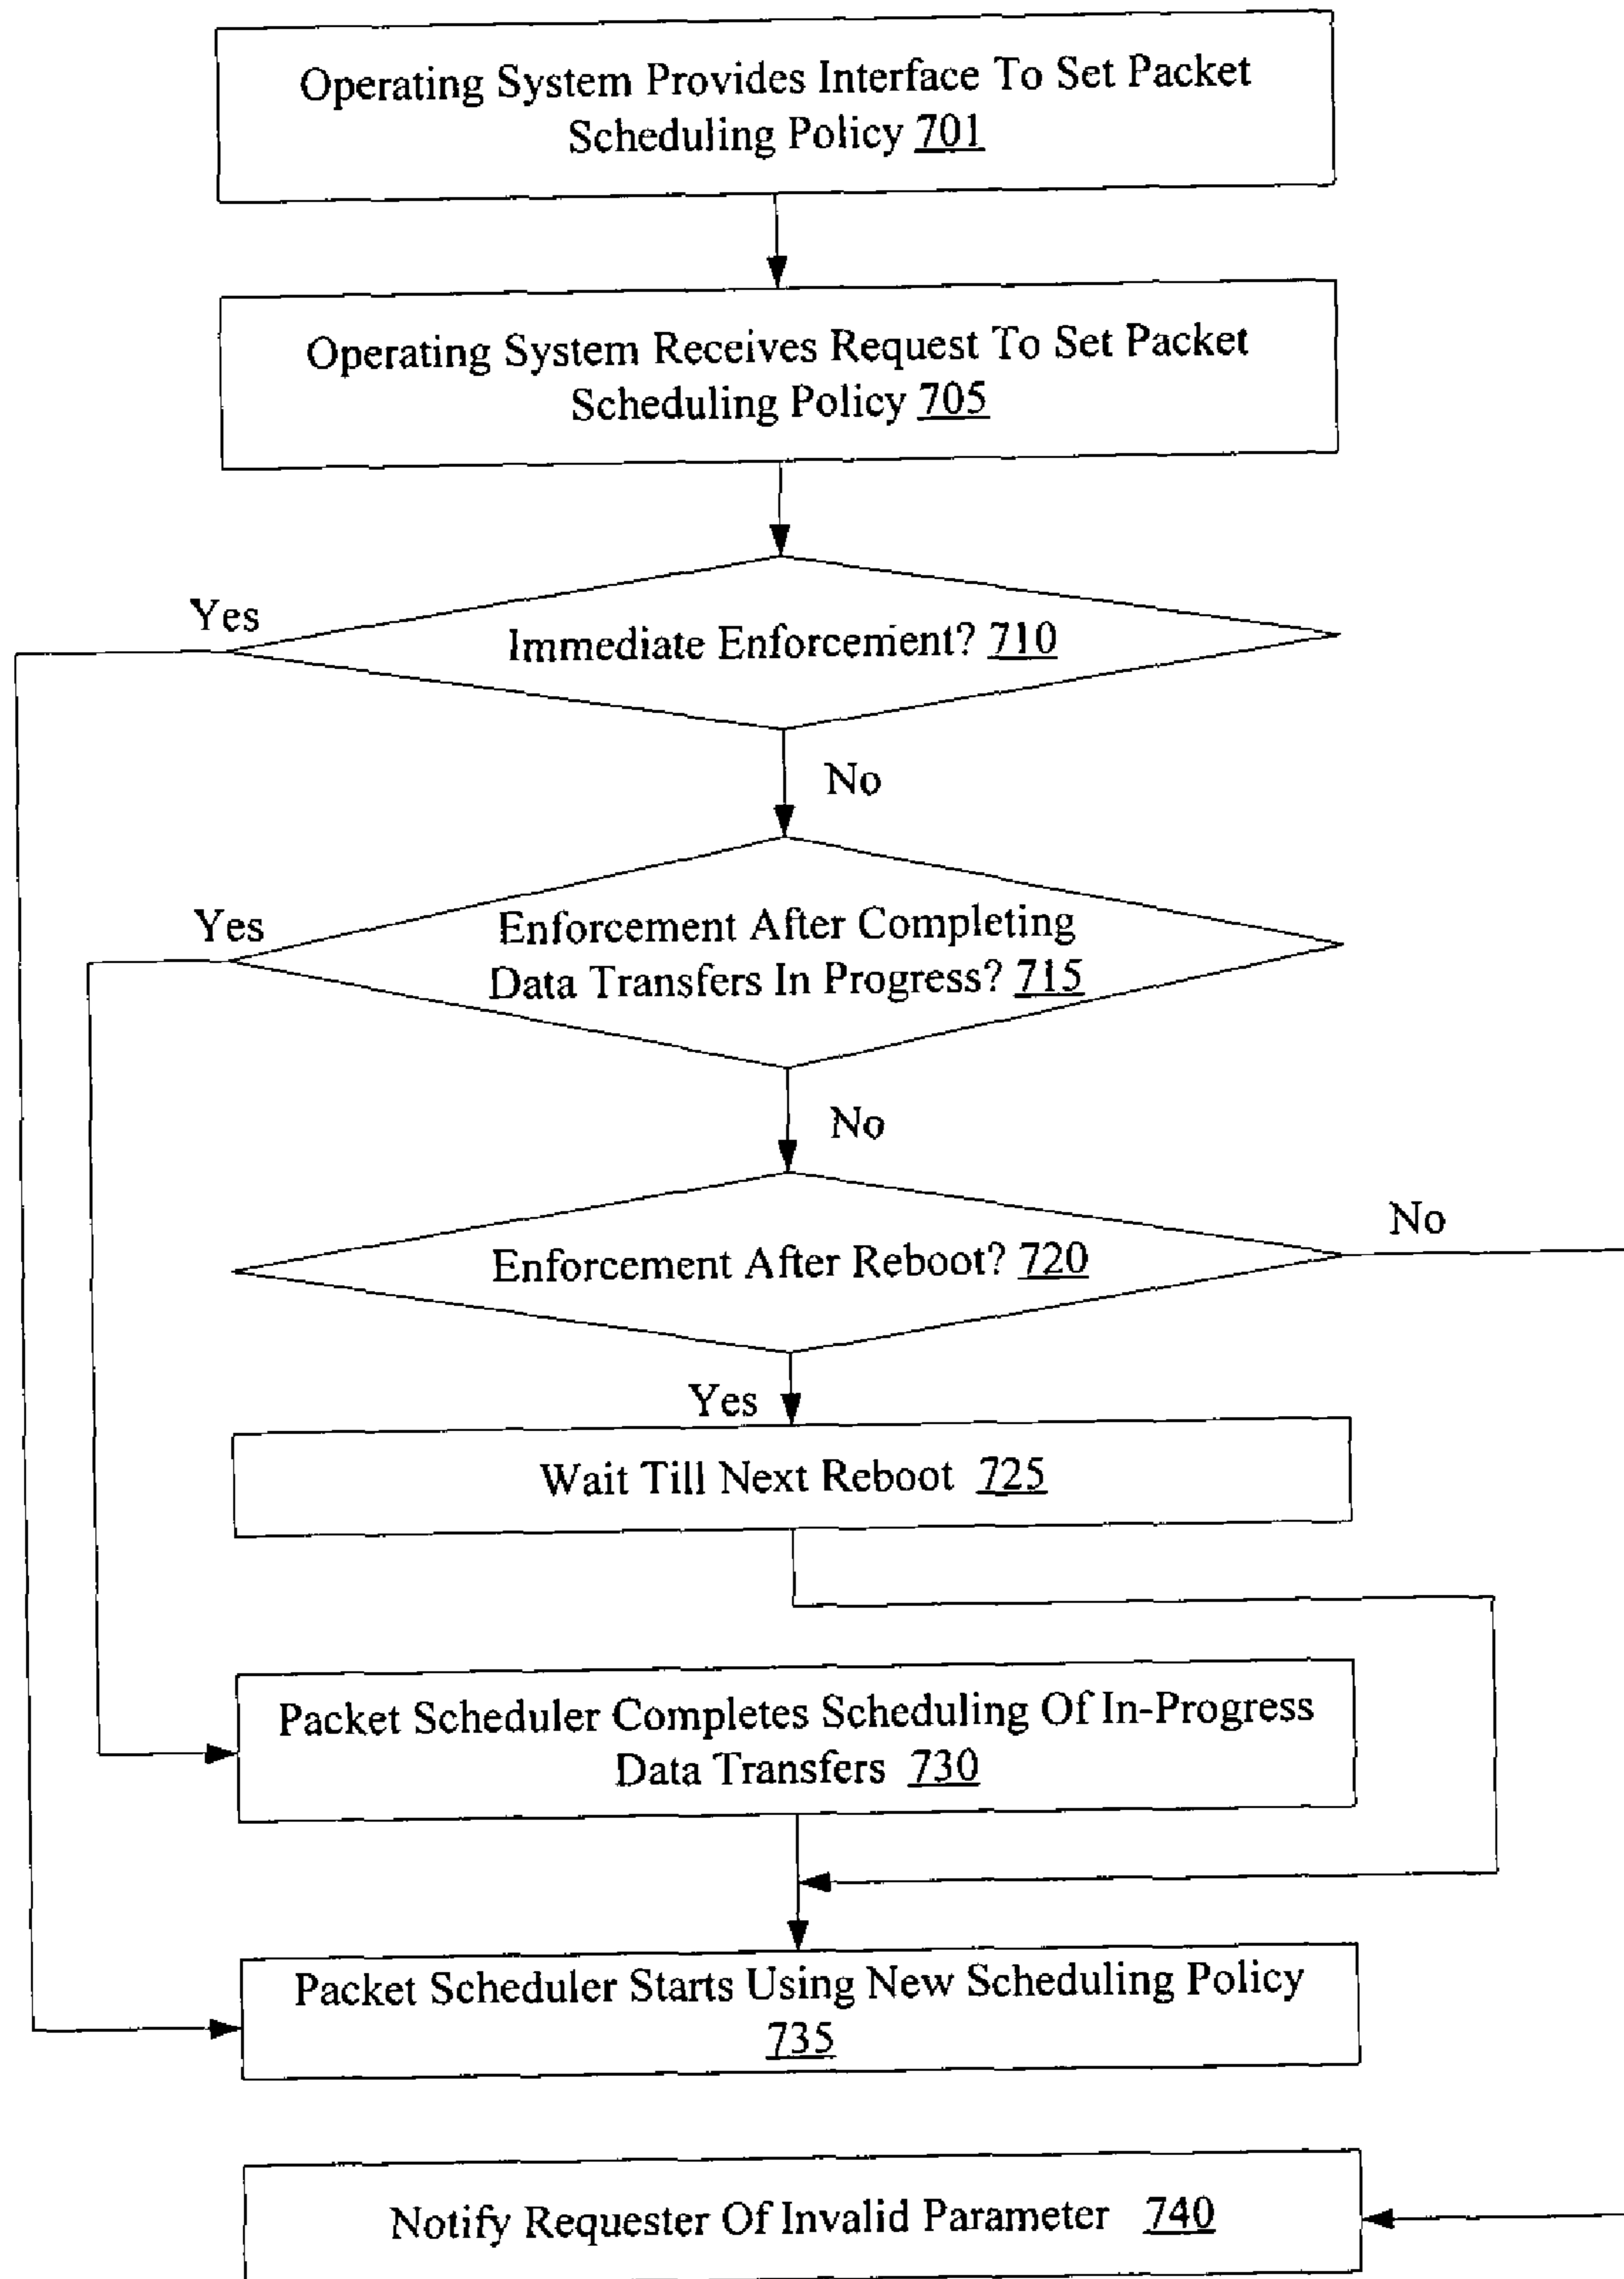 Operating System Provides Interface To Set Packet
Scheduling Policy 701
Operating System Receives Request To Set Packet
Scheduling Policy 705
Yes
Immediate Enforcement? 710
No
Yes
Enforcement After Completing
Data Transfers In Progress? 715
No
No
Enforcement After Reboot? 720
Yes
Wait Till Next Reboot 725
Packet Scheduler Completes Scheduling Of In-Progress
Data Transfers 730
Packet Scheduler Starts Using New Scheduling Policy
735
Notify Requester Of Invalid Parameter 740